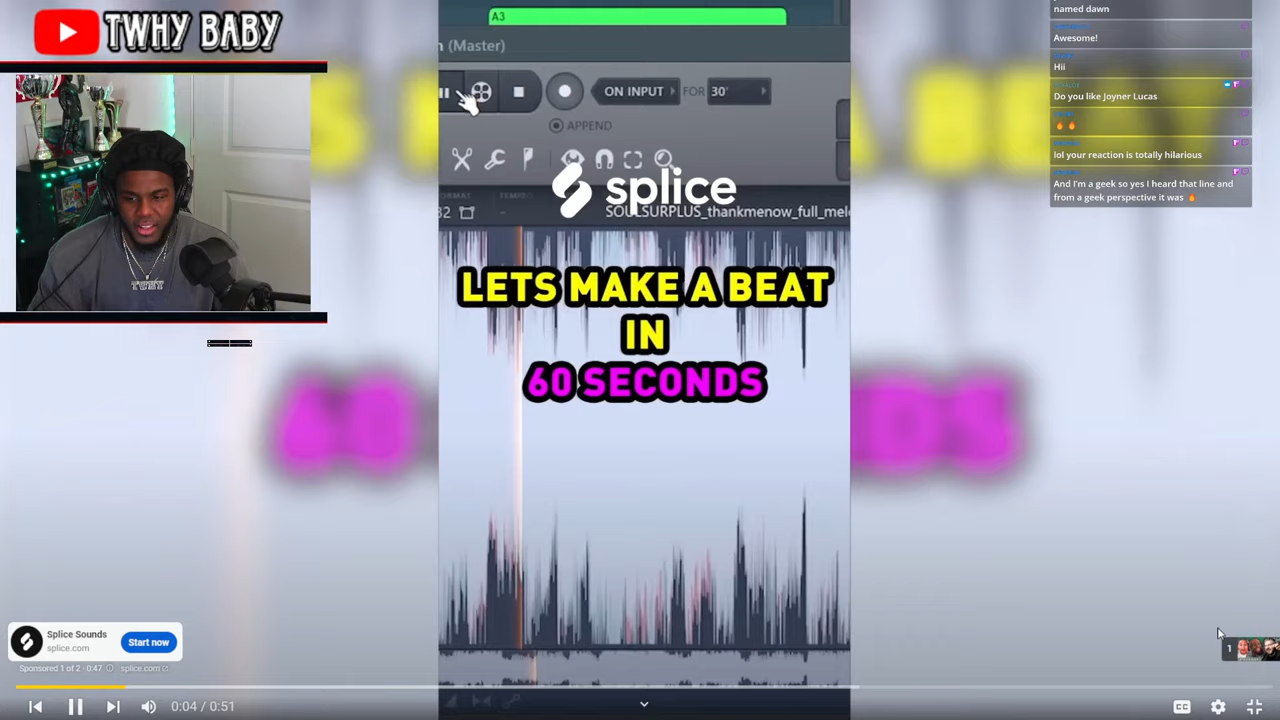 TWHY BABY
A3
(Master)
ON INPUT
FOR
30'
APPEND
splice
32
SOULSURPLUS_thankmenow_full_mel
LETS MAKE A BEAT
IN
60 SECONDS
named dawn
Awesome!
Hii
Do you like Joyner Lucas
lol your reaction is totally hilarious
And I'm a geek so yes I heard that line and
from a geek perspective it was
Splice Sounds
splice.com
Start now
Sponsored 1 of 2 · 0:47
splice.com
1
0:04 / 0:51
CC